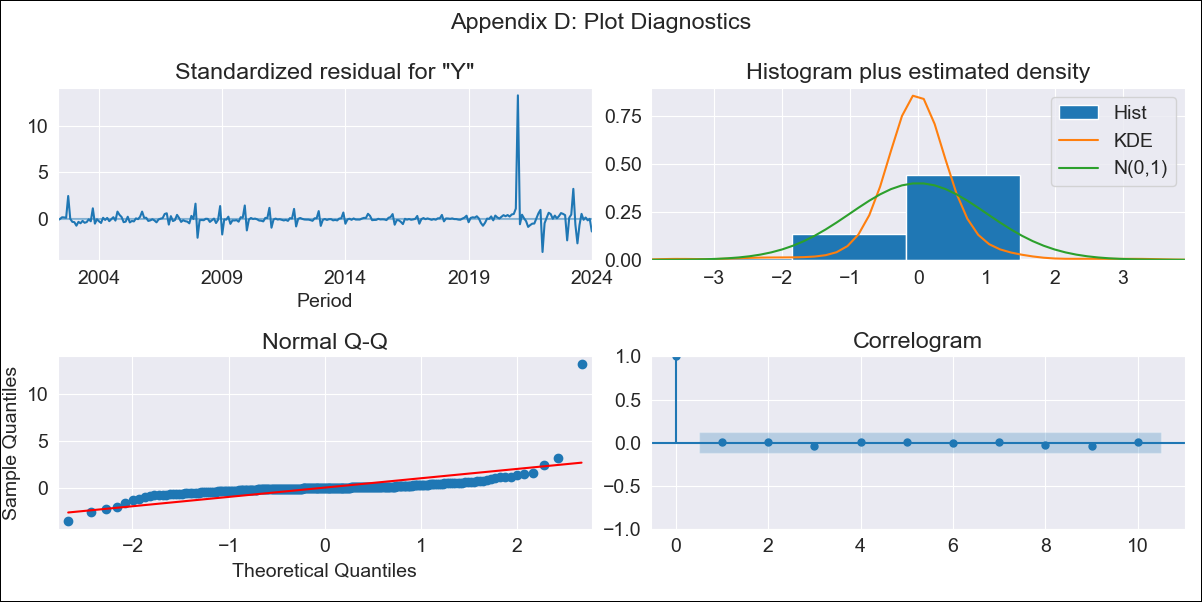 Appendix D: Plot Diagnostics
Standardized residual for "Y"
10
5
0
2004 2009 2014 2019 2024
Period
Histogram plus estimated density
0.75
0.50
0.25
0.00
−3 −2 −1 0 1 2 3
Hist
KDE
N(0,1)
Normal Q-Q
Sample Quantiles
10
5
0
−2 −1 0 1 2
Theoretical Quantiles
Correlogram
1.0
0.5
0.0
−0.5
−1.0
0 2 4 6 8 10